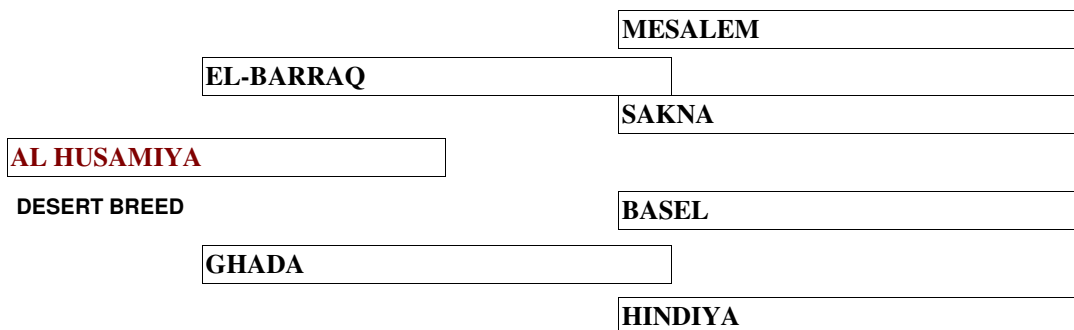 MESALEM
EL-BARRAQ
SAKNA
AL HUSAMIYA
DESERT BREED
BASEL
GHADA
HINDIYA